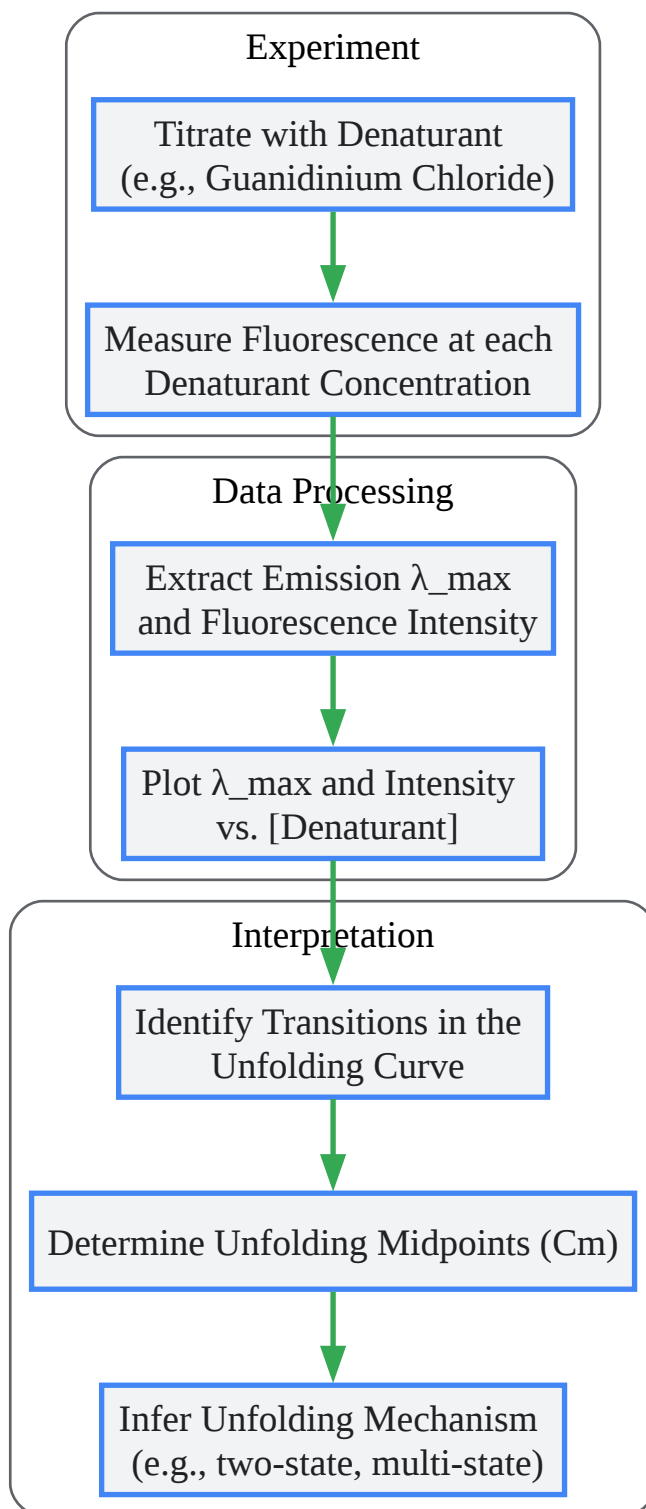 Experiment
Titrate with Denaturant
(e.g., Guanidinium Chloride)
Measure Fluorescence at each
Denaturant Concentration
Data Processing
Extract Emission λ_max
and Fluorescence Intensity
Plot λ_max and Intensity
vs. [Denaturant]
Interpretation
Identify Transitions in the
Unfolding Curve
Determine Unfolding Midpoints (Cm)
Infer Unfolding Mechanism
(e.g., two-state, multi-state)